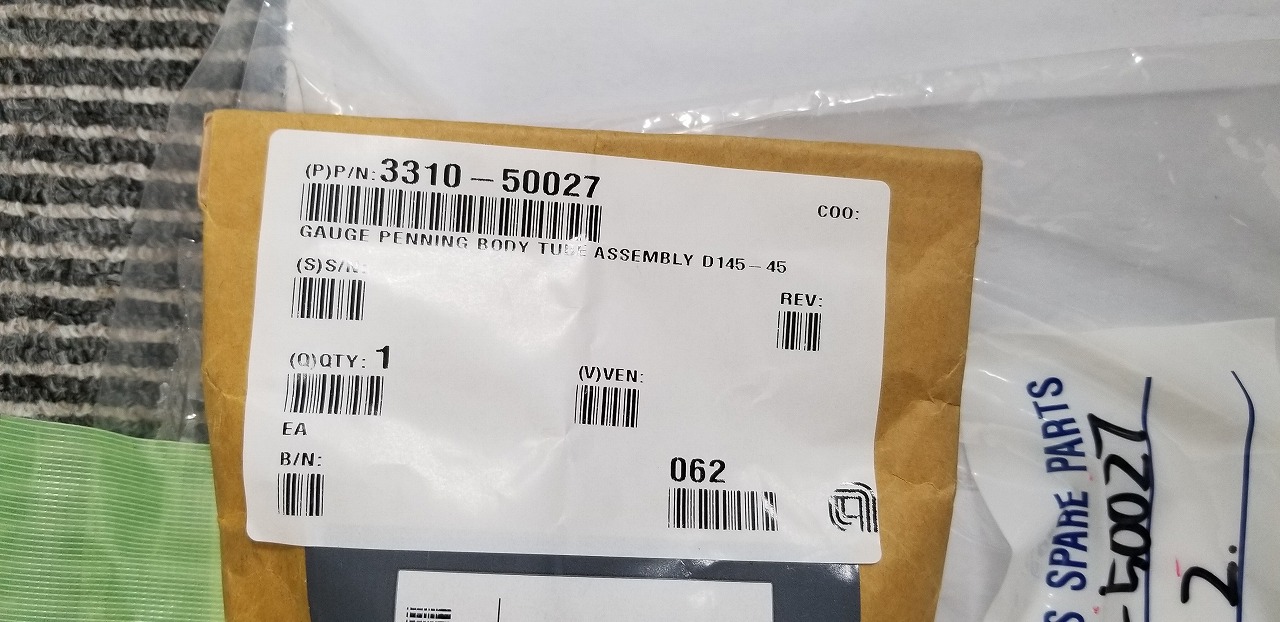 (P)P/N: 3310-50027
COO:
GAUGE PENNING BODY TUBE ASSEMBLY D145-45
(S)S/N:
REV:
(Q)QTY: 1
(V)VEN:
EA
B/N:
062
S SPARE PARTS
-50027
2.